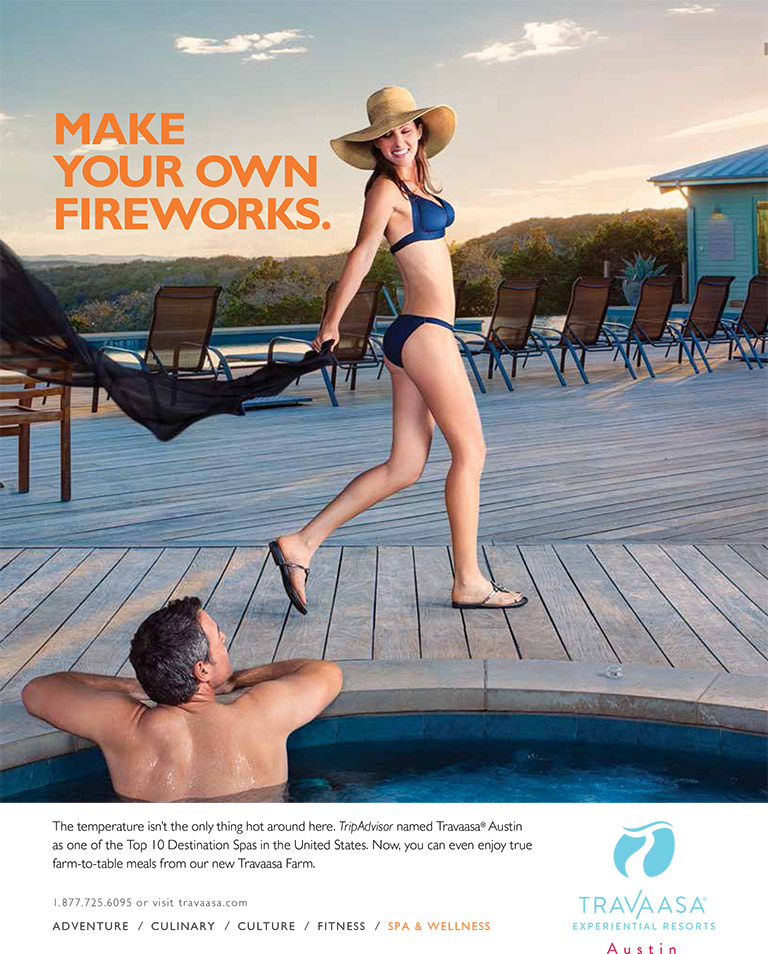 MAKE
YOUR OWN
FIREWORKS.
The temperature isn't the only thing hot around here. TripAdvisor named Travaasa® Austin
as one of the Top 10 Destination Spas in the United States. Now, you can even enjoy true
farm-to-table meals from our new Travaasa Farm.
1.877.725.6095 or visit travaasa.com
ADVENTURE / CULINARY / CULTURE / FITNESS / SPA & WELLNESS
TRAVAASA®
EXPERIENTIAL RESORTS
Austin